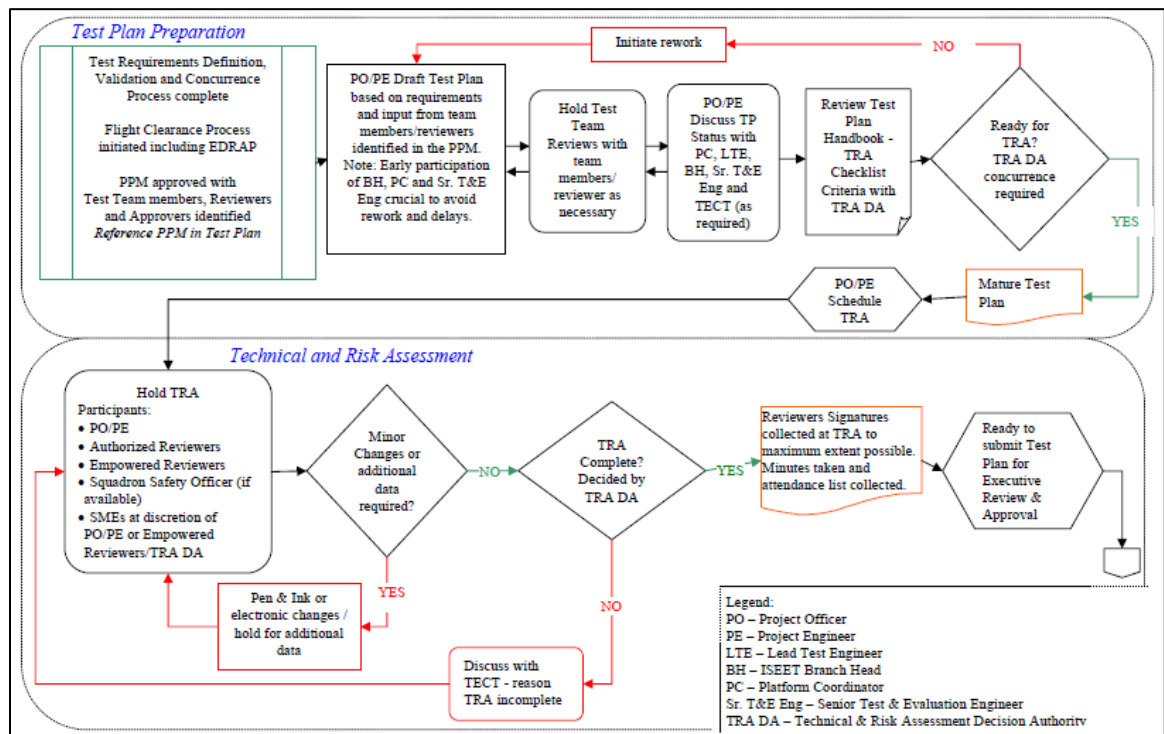 Test Plan Preparation
Test Requirements Definition,
Validation and Concurrence
Process complete
Flight Clearance Process
initiated including EDRAP
PPM approved with
Test Team members, Reviewers
and Approvers identified
Reference PPM in Test Plan
PO/PE Draft Test Plan
based on requirements
and input from team
members/reviewers
identified in the PPM.
Note: Early participation
of BH, PC and Sr. T&E
Eng crucial to avoid
rework and delays.
Initiate rework
NO
Hold Test
Team
Reviews with
team
members/
reviewer as
necessary
PO/PE
Discuss TP
Status with
PC, LTE,
BH, Sr. T&E
Eng and
TECT (as
required)
Review Test
Plan
Handbook -
TRA
Checklist
Criteria with
TRA DA
Ready for
TRA?
TRA DA
concurrence
required
YES
Mature Test
Plan
PO/PE
Schedule
TRA
Technical and Risk Assessment
Hold TRA
Participants:
• PO/PE
• Authorized Reviewers
• Empowered Reviewers
• Squadron Safety Officer (if
available)
• SMEs at discretion of
PO/PE or Empowered
Reviewers/TRA DA
Minor
Changes or
additional
data
required?
NO
YES
Pen & Ink or
electronic changes /
hold for additional
data
TRA
Complete?
Decided by
TRA DA
YES
NO
Discuss with
TECT - reason
TRA incomplete
Reviewers Signatures
collected at TRA to
maximum extent possible.
Minutes taken and
attendance list collected.
Ready to
submit Test
Plan for
Executive
Review &
Approval
Legend:
PO – Project Officer
PE – Project Engineer
LTE – Lead Test Engineer
BH – ISEET Branch Head
PC – Platform Coordinator
Sr. T&E Eng – Senior Test & Evaluation Engineer
TRA DA – Technical & Risk Assessment Decision Authority